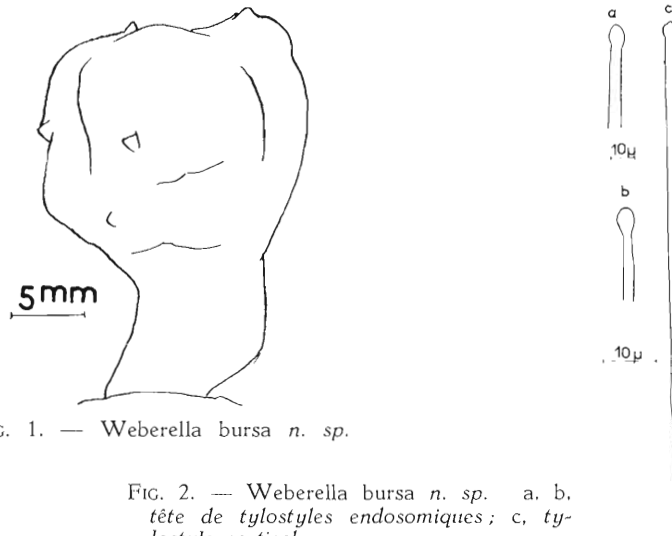 a
c
10μ
b
5mm
10μ
G. 1. — Weberella bursa n. sp.
FIG. 2. — Weberella bursa n. sp. a, b,
tête de tylostyles endosomiques ; c, ty-